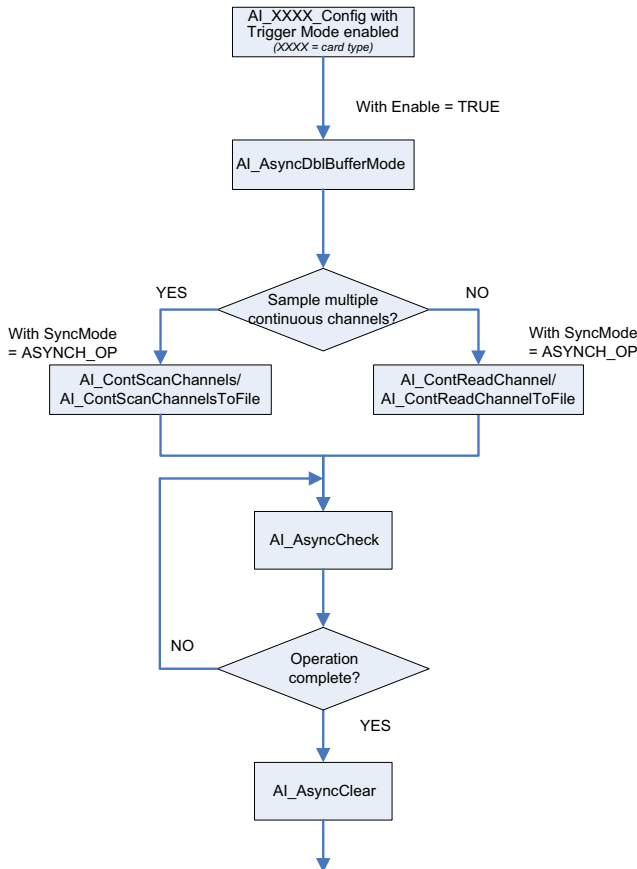 AI_XXXX_Config with
Trigger Mode enabled
(XXXX = card type)
With Enable = TRUE
AI_AsyncDblBufferMode
Sample multiple
continuous channels?
YES
NO
With SyncMode
= ASYNCH_OP
With SyncMode
= ASYNCH_OP
AI_ContScanChannels/
AI_ContScanChannelsToFile
AI_ContReadChannel/
AI_ContReadChannelToFile
AI_AsyncCheck
NO
Operation
complete?
YES
AI_AsyncClear